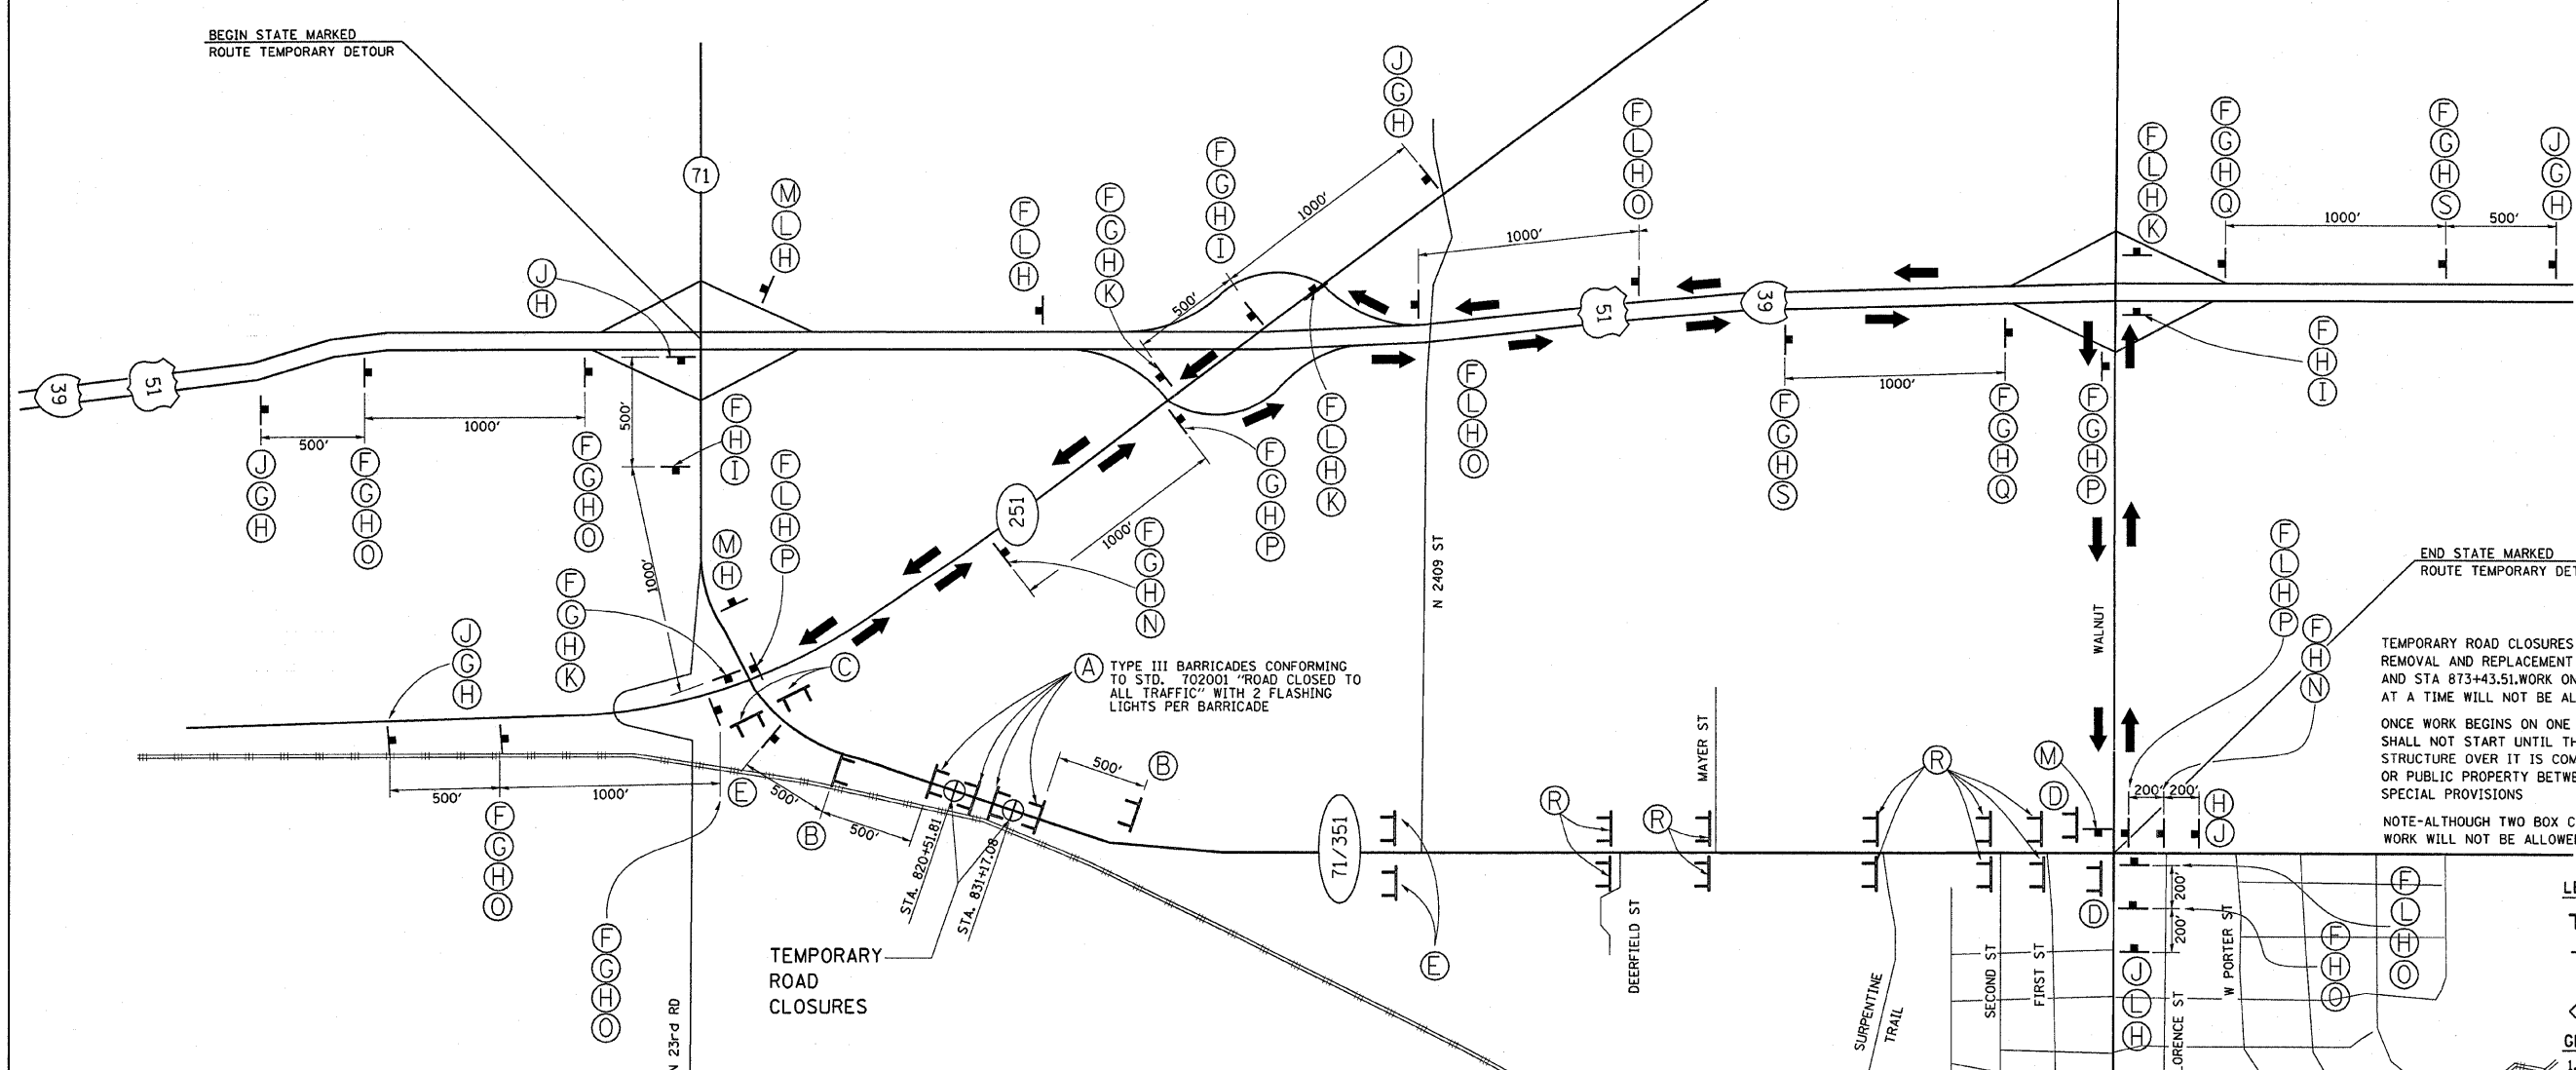 BEGIN STATE MARKED
ROUTE TEMPORARY DETOUR
71
M
L
H
J
H
F
L
H
F
G
H
K
F
G
H
I
J
G
H
1000'
500'
F
L
H
O
1000'
F
L
H
K
F
G
H
Q
F
G
H
S
J
G
H
1000'
500'
39
51
51
39
J
G
H
500'
F
G
H
O
1000'
F
G
H
O
500'
F
H
I
1000'
F
L
H
P
M
H
F
G
H
K
251
1000'
F
G
H
N
F
G
H
P
F
L
H
K
F
L
H
O
F
G
H
S
1000'
F
G
H
Q
F
G
H
P
F
H
I
N 2409 ST
WALNUT
F
L
H
P
F
H
N
END STATE MARKED
ROUTE TEMPORARY DET
TEMPORARY ROAD CLOSURES
REMOVAL AND REPLACEMENT
AND STA 873+43.51.WORK ON
AT A TIME WILL NOT BE AL
ONCE WORK BEGINS ON ONE
SHALL NOT START UNTIL TH
STRUCTURE OVER IT IS COM
OR PUBLIC PROPERTY BETWE
SPECIAL PROVISIONS
NOTE-ALTHOUGH TWO BOX C
WORK WILL NOT BE ALLOWE
J
G
H
500'
F
G
H
O
1000'
F
G
H
O
E
C
A
TYPE III BARRICADES CONFORMING
TO STD. 702001 "ROAD CLOSED TO
ALL TRAFFIC" WITH 2 FLASHING
LIGHTS PER BARRICADE
500'
B
500'
500'
B
STA. 820+51.81
STA. 831+17.08
TEMPORARY
ROAD
CLOSURES
N 23rd RD
71/351
E
R
MAYER ST
R
R
DEERFIELD ST
SURPENTINE
TRAIL
SECOND ST
FIRST ST
M
D
D
200' 200'
H
J
200'
200'
F
L
H
O
F
H
O
J
L
H
W PORTER ST
ORENCE ST